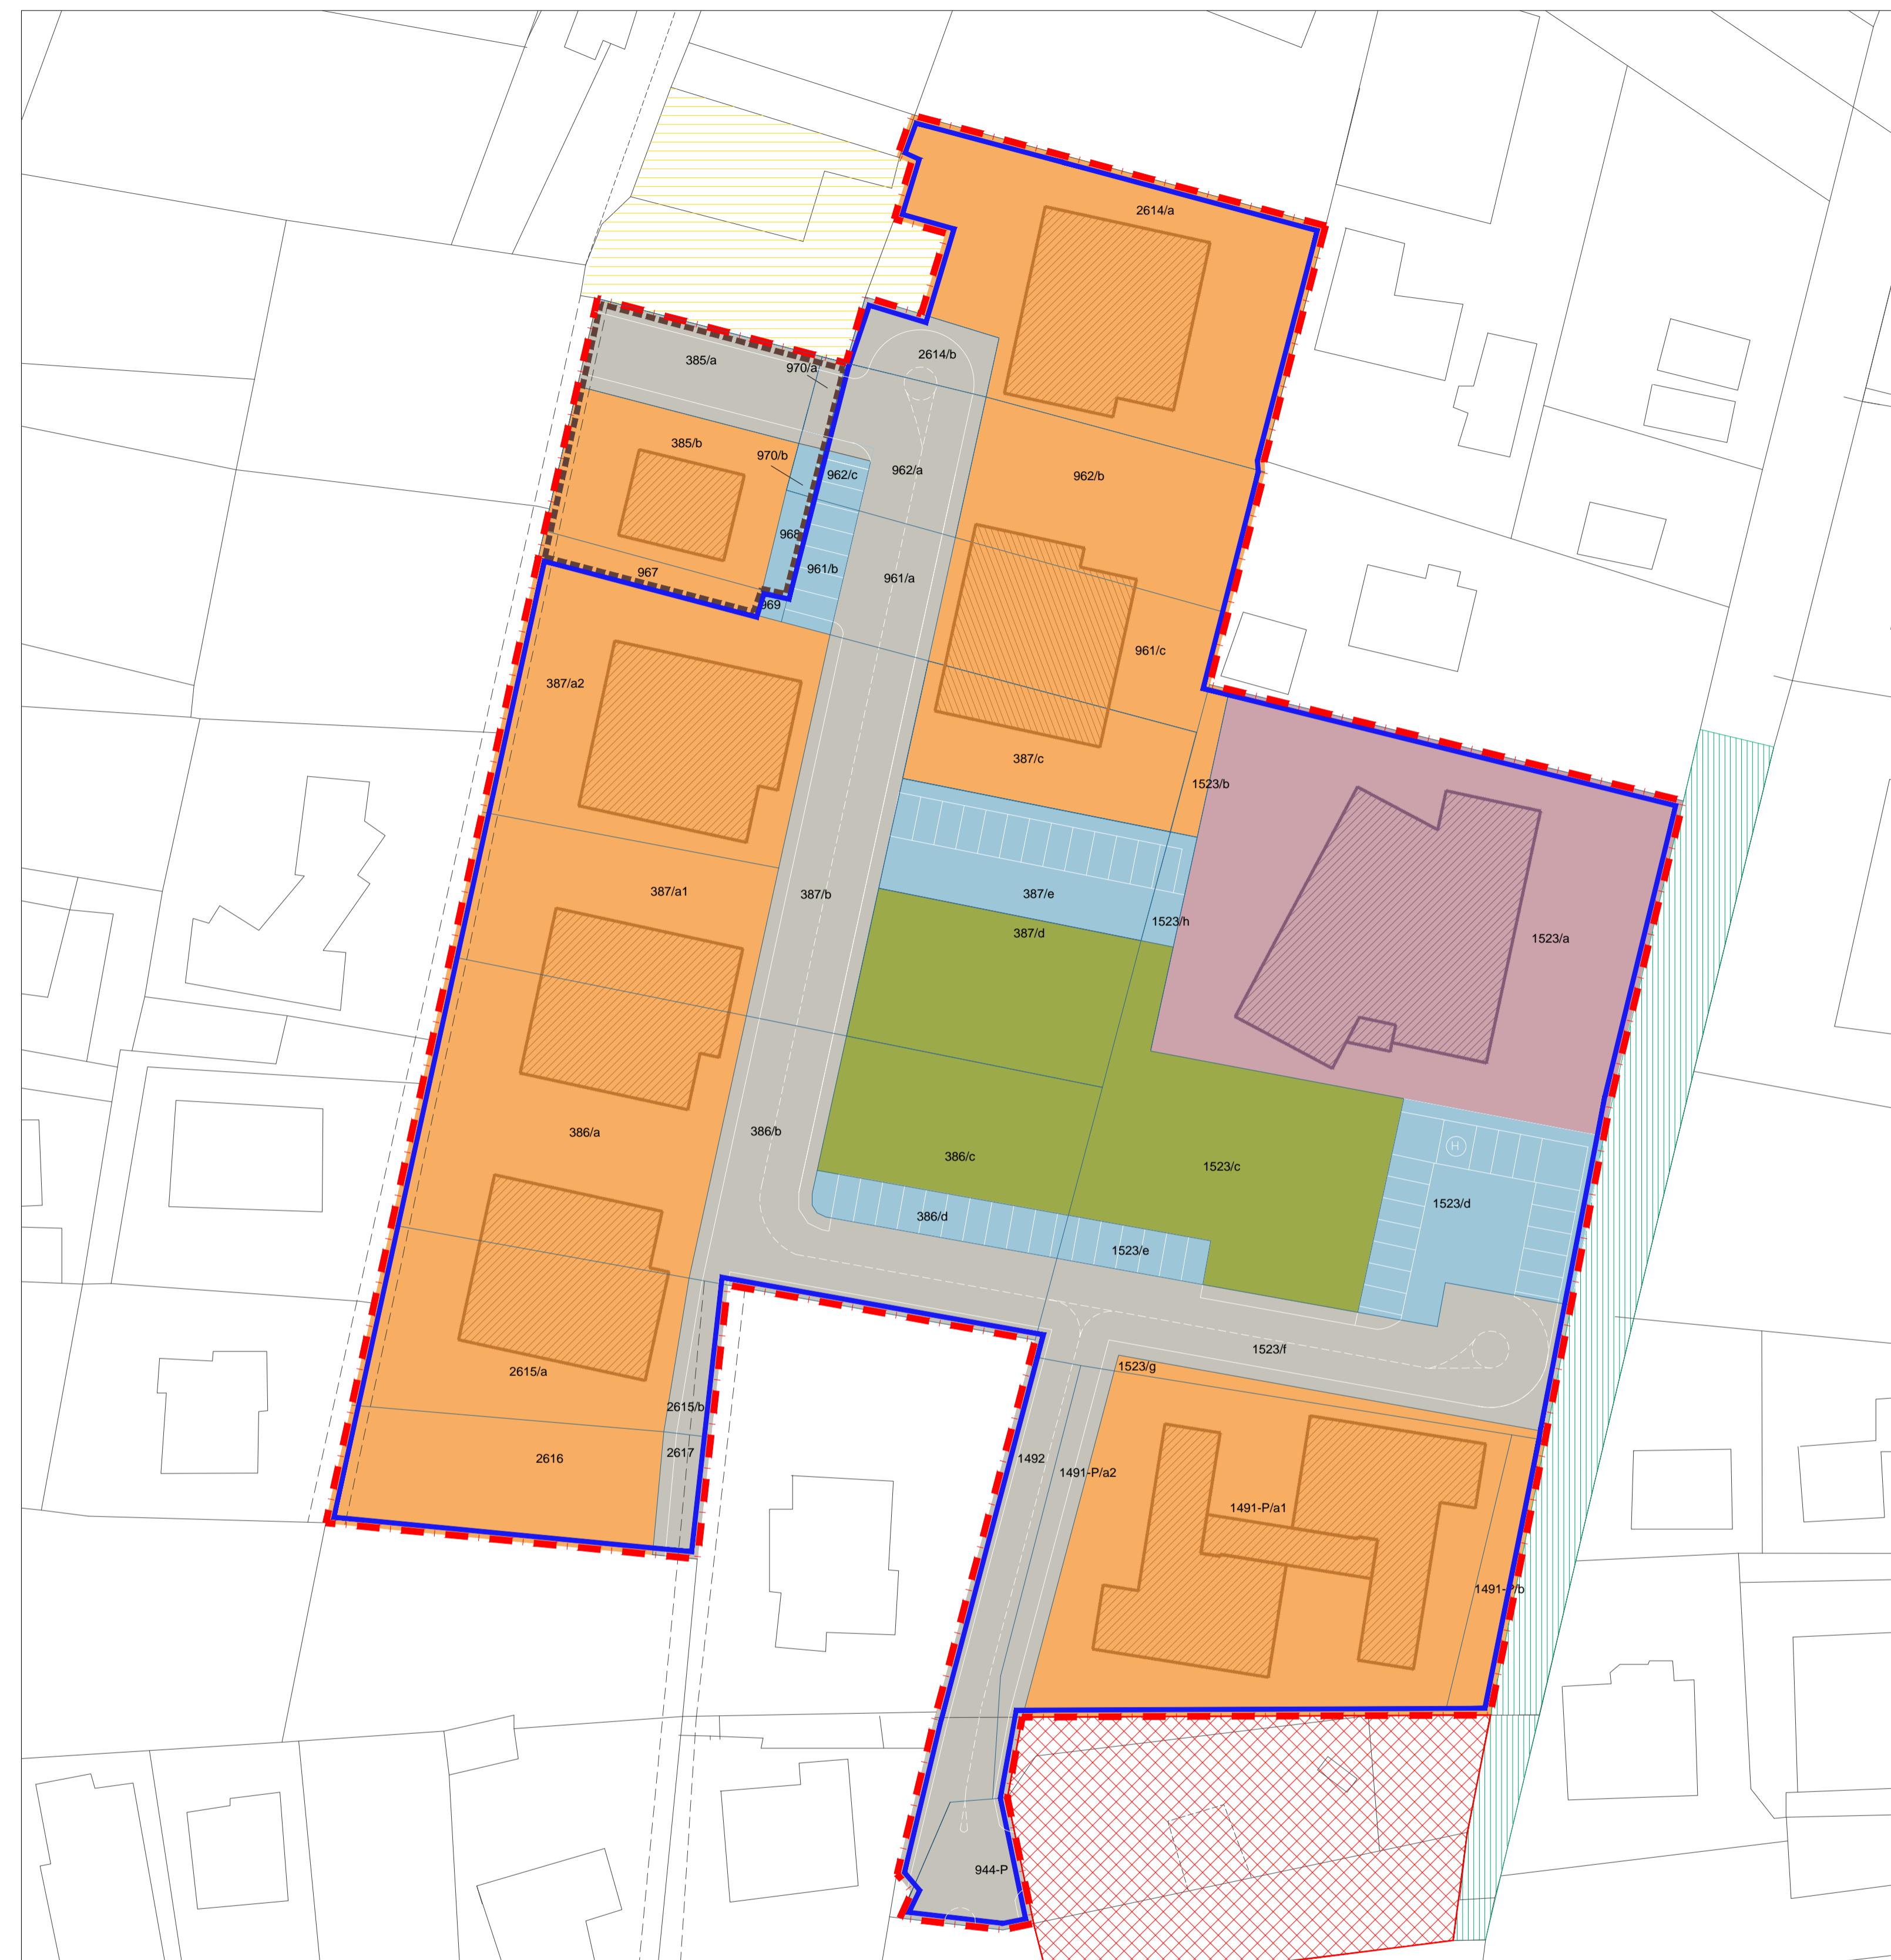 2614/a
2614/b
385/a
970/a
385/b
970/b
962/c
962/a
962/b
968
967
969
961/b
961/a
961/c
387/a2
387/c
1523/b
387/a1
387/b
387/e
1523/h
387/d
1523/a
386/a
386/b
386/c
1523/c
H
1523/d
386/d
1523/e
1523/f
1523/g
2615/a
2615/b
2616
2617
1492
1491-P/a2
1491-P/a1
1491-P/b
944-P